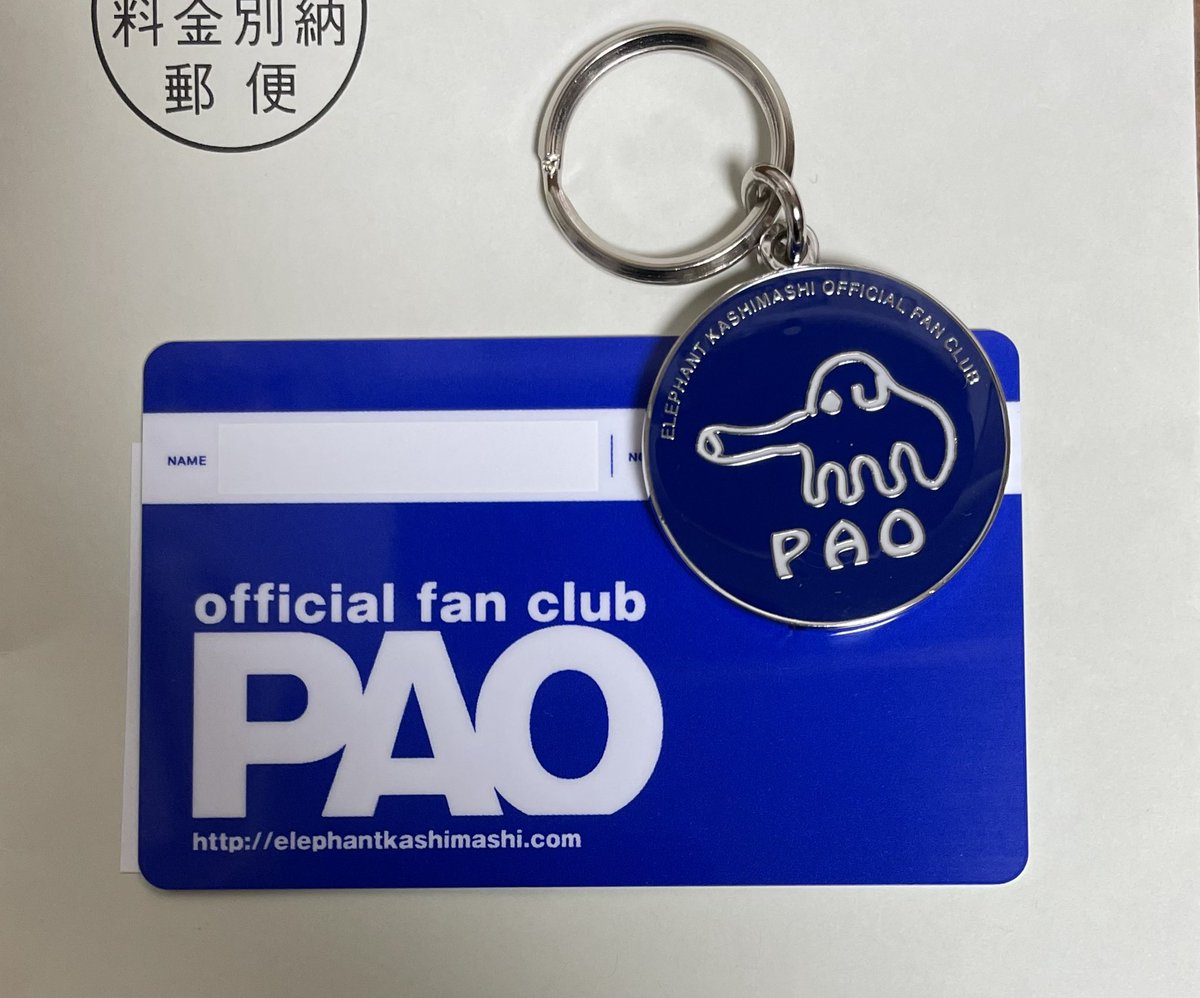 料金別納
郵便
ELEPHANT KASHIMASHI OFFICIAL FAN CLUB
PAO
NAME
official fan club
PAO
http://elephantkashimashi.com